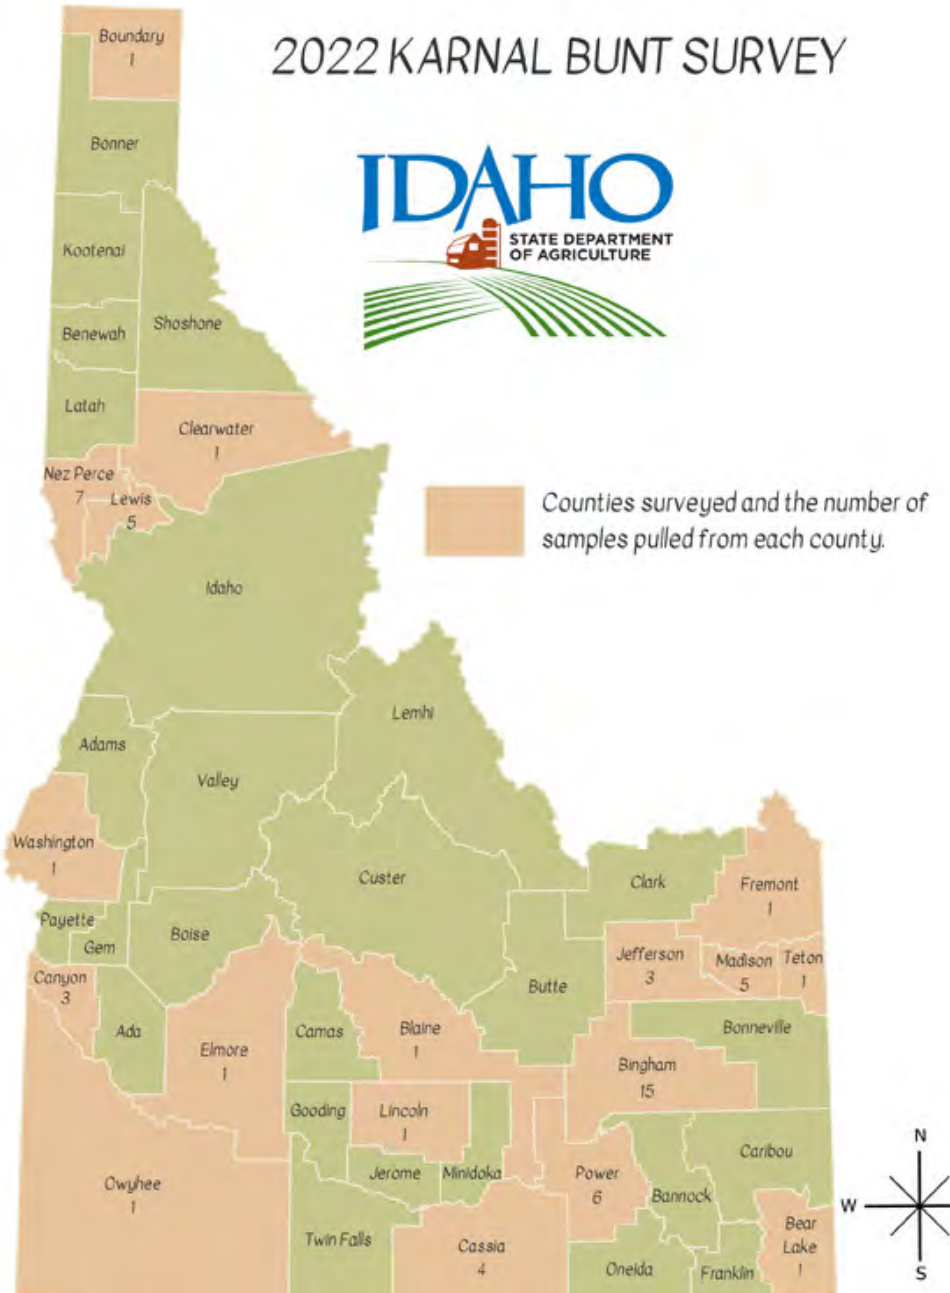 2022 KARNAL BUNT SURVEY
IDAHO
STATE DEPARTMENT
OF AGRICULTURE
Counties surveyed and the number of
samples pulled from each county.
Boundary
1
Bonner
Kootenai
Shoshone
Benewah
Latah
Clearwater
1
Nez Perce
7
Lewis
5
Idaho
Lemhi
Adams
Valley
Washington
1
Custer
Clark
Fremont
1
Payette
Gem
Boise
Canyon
3
Jefferson
3
Madison
5
Teton
1
Butte
Ada
Elmore
1
Camas
Blaine
1
Bonneville
Bingham
15
Gooding
Lincoln
1
Jerome
Minidoka
Power
6
Caribou
Bannock
Owyhee
1
Twin Falls
Cassia
4
Oneida
Franklin
Bear
Lake
1
N
W
S